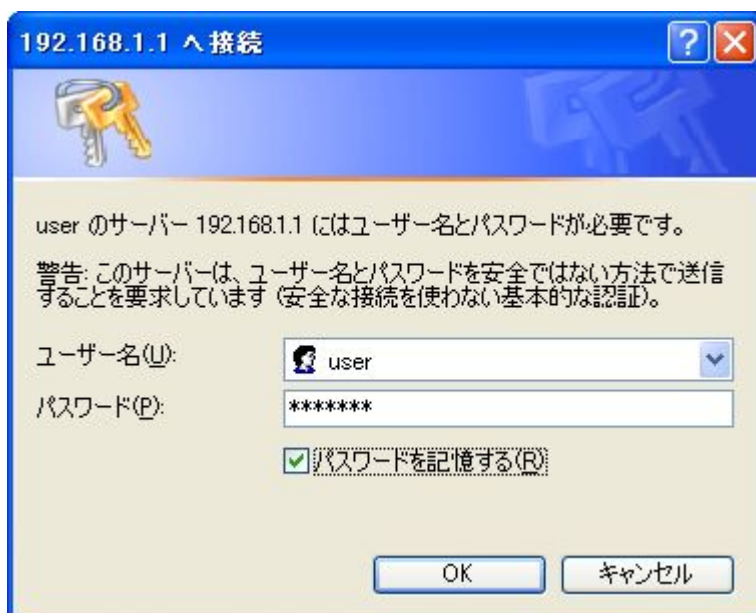 192.168.1.1 へ接続
user のサーバー 192.168.1.1 にはユーザー名とパスワードが必要です。
警告: このサーバーは、ユーザー名とパスワードを安全ではない方法で送信
することを要求しています (安全な接続を使わない基本的な認証)。
ユーザー名(U):
user
パスワード(P):
*******
パスワードを記憶する(R)
OK
キャンセル